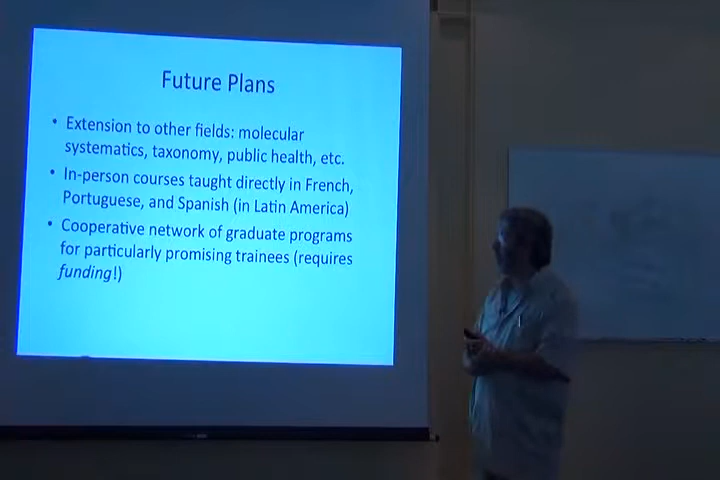 Future Plans
• Extension to other fields: molecular
systematics, taxonomy, public health, etc.
• In-person courses taught directly in French,
Portuguese, and Spanish (in Latin America)
• Cooperative network of graduate programs
for particularly promising trainees (requires
funding!)